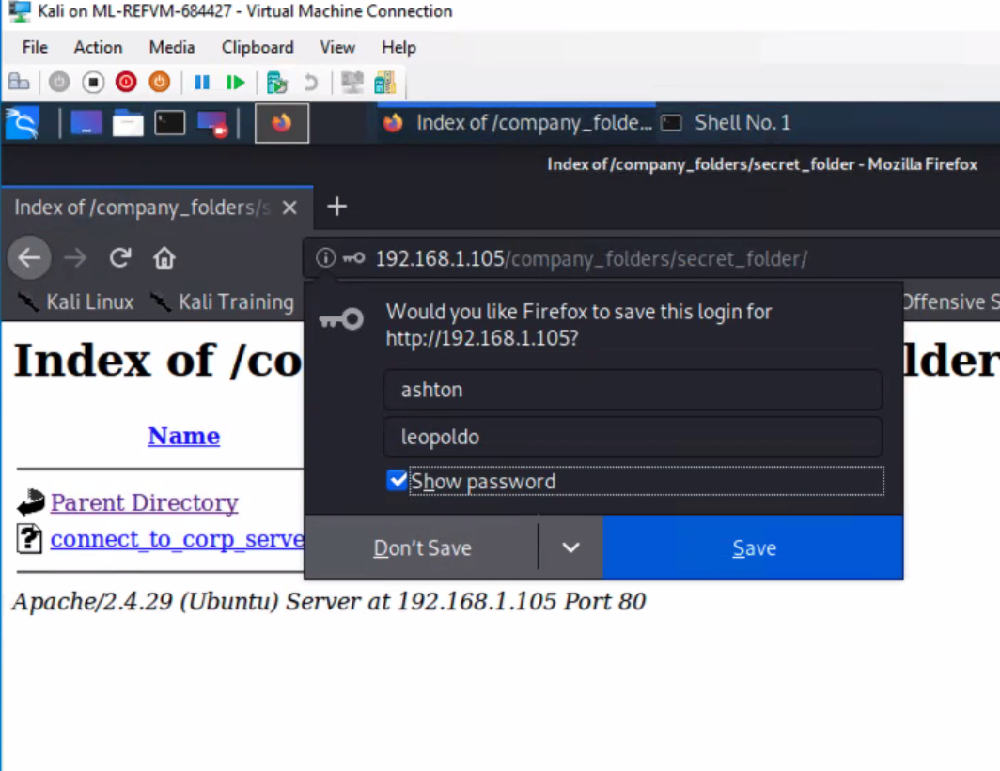 Kali on ML-REFVM-684427 - Virtual Machine Connection
File Action Media Clipboard View Help
Index of /company_folde... Shell No. 1
Index of /company_folders/secret_folder - Mozilla Firefox
Index of /company_folders/s
192.168.1.105/company_folders/secret_folder/
Kali Linux Kali Training Offensive S
Would you like Firefox to save this login for
http://192.168.1.105?
Index of /co lder
ashton
Name
leopoldo
Show password
Parent Directory
connect_to_corp_serve
Don't Save Save
Apache/2.4.29 (Ubuntu) Server at 192.168.1.105 Port 80